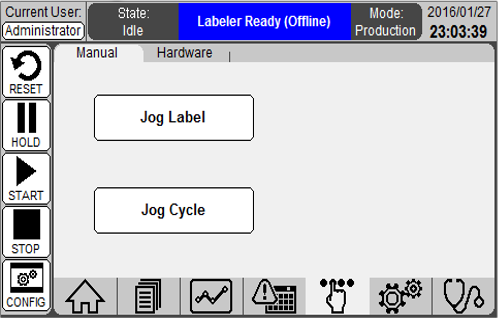 Current User:
Administrator
State:
Idle
Labeler Ready (Offline)
Mode:
Production
2016/01/27
23:03:39
Manual
Hardware
RESET
HOLD
START
STOP
CONFIG
Jog Label
Jog Cycle